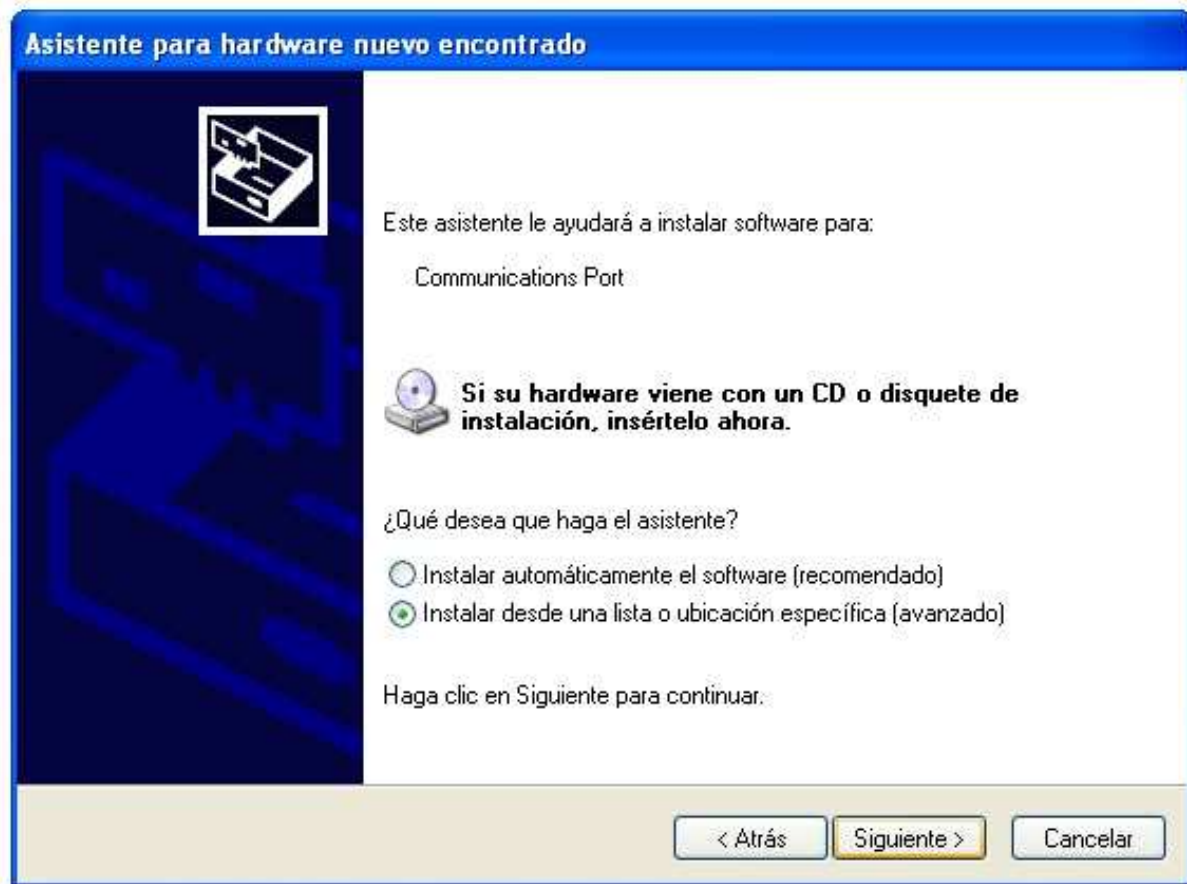 Asistente para hardware nuevo encontrado
Este asistente le ayudará a instalar software para:
Communications Port
Si su hardware viene con un CD o disquete de
instalación, insértelo ahora.
¿Qué desea que haga el asistente?
Instalar automáticamente el software (recomendado)
Instalar desde una lista o ubicación específica (avanzado)
Haga clic en Siguiente para continuar.
< Atrás
Siguiente >
Cancelar